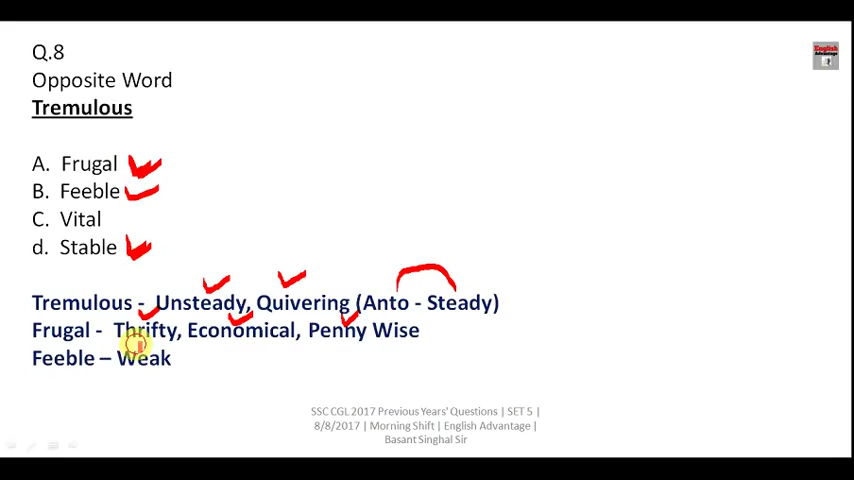 Q.8
English
Advantage
Opposite Word
Tremulous
A. Frugal
B. Feeble
C. Vital
d. Stable
Tremulous - Unsteady, Quivering (Anto - Steady)
Frugal - Thrifty, Economical, Penny Wise
Feeble – Weak
SSC CGL 2017 Previous Years' Questions | SET 5 |
8/8/2017 | Morning Shift | English Advantage |
Basant Singhal Sir